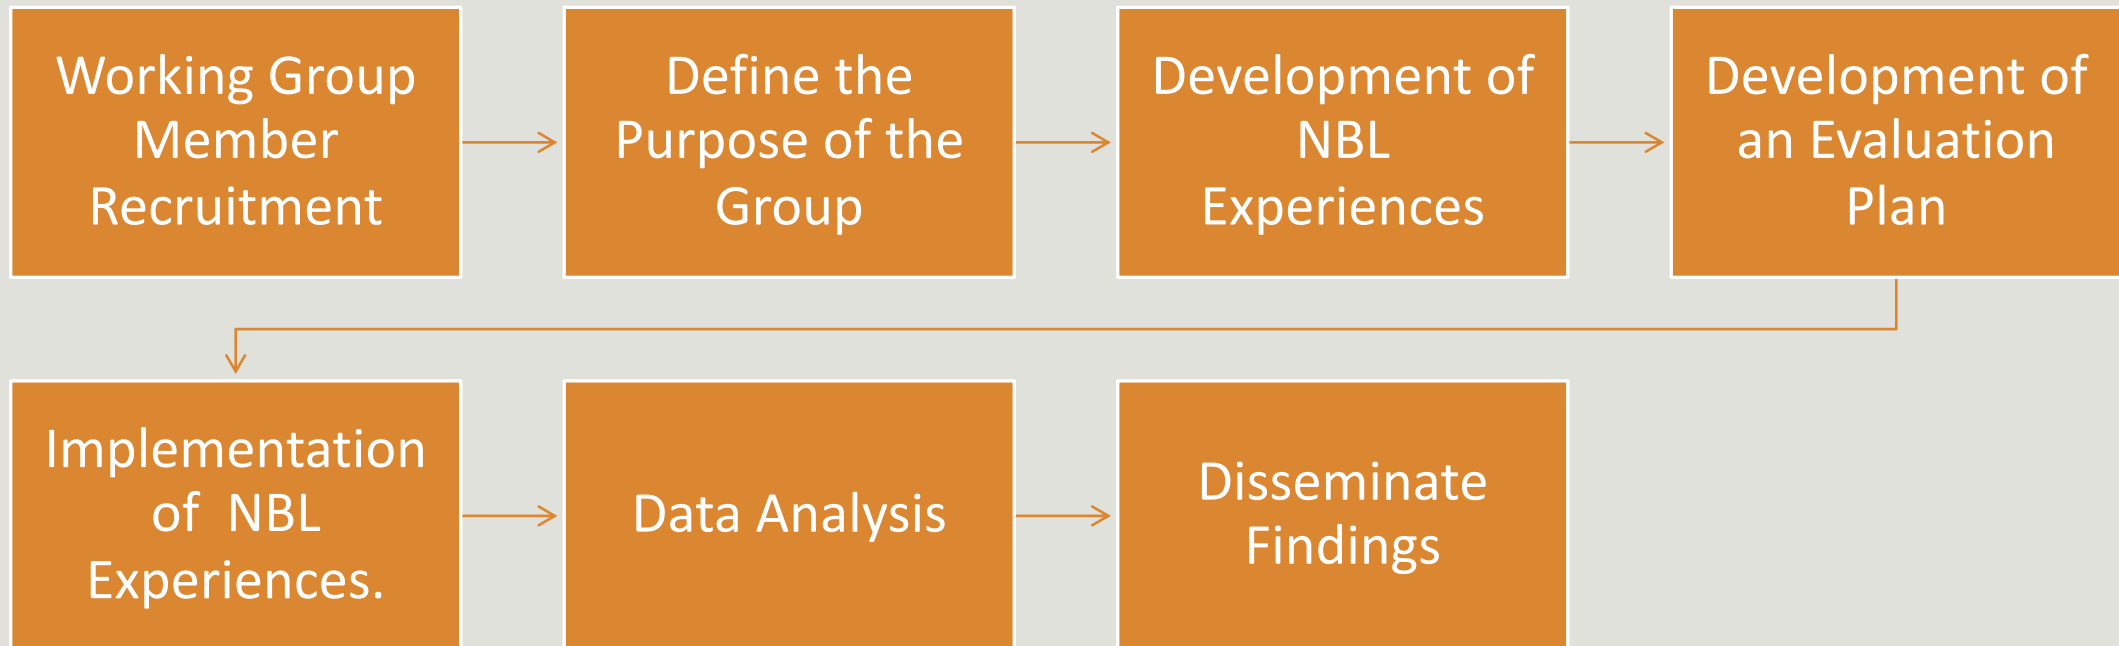 Working Group
Member
Recruitment
Define the
Purpose of the
Group
Development of
NBL
Experiences
Development of
an Evaluation
Plan
Implementation
of  NBL
Experiences.
Data Analysis
Disseminate
Findings